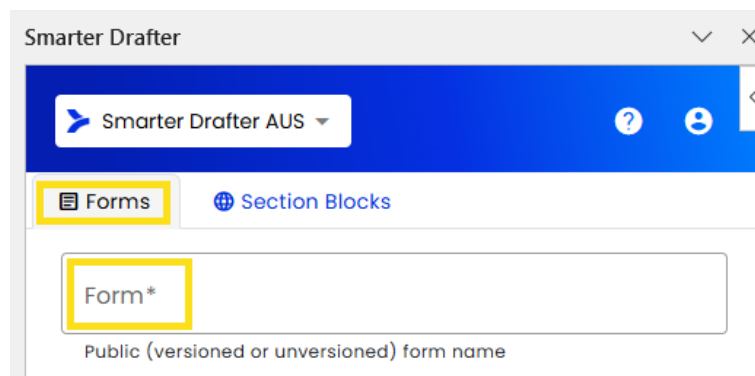 Smarter Drafter
Smarter Drafter AUS
Forms Section Blocks
Form*
Public (versioned or unversioned) form name